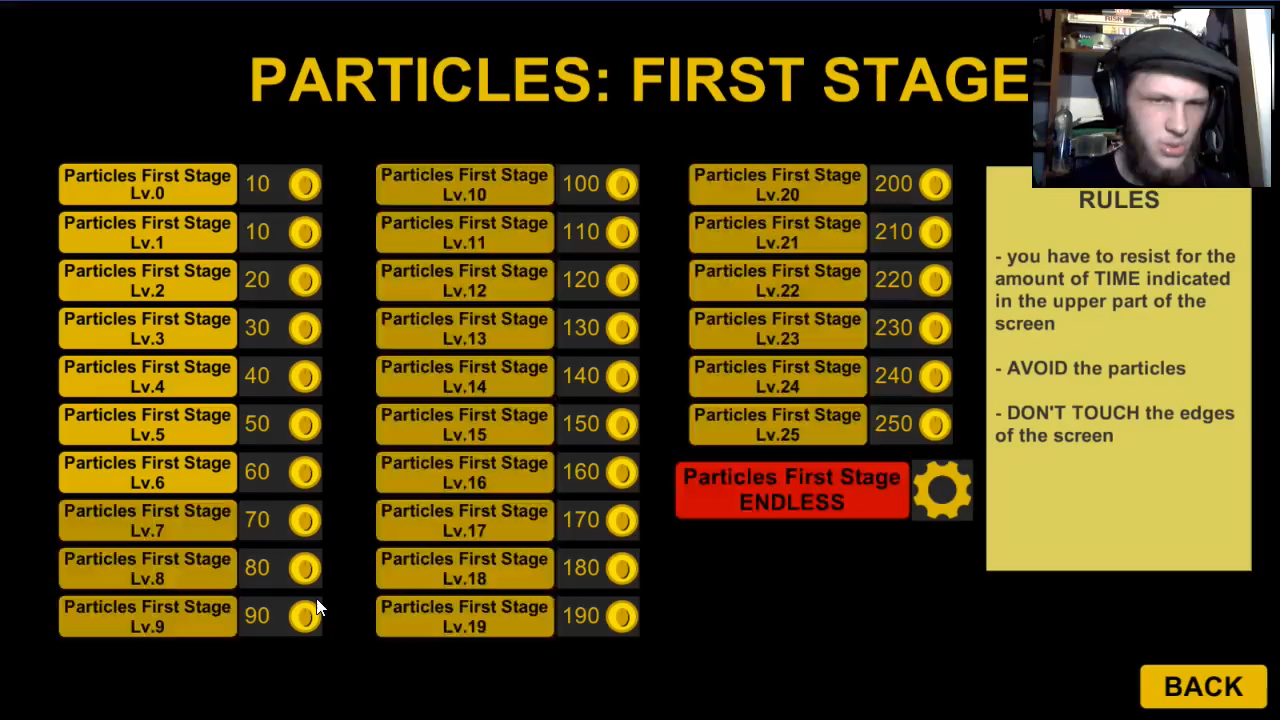 PARTICLES: FIRST STAGE
Particles First Stage
Lv.0
10
Particles First Stage
Lv.1
10
Particles First Stage
Lv.2
20
Particles First Stage
Lv.3
30
Particles First Stage
Lv.4
40
Particles First Stage
Lv.5
50
Particles First Stage
Lv.6
60
Particles First Stage
Lv.7
70
Particles First Stage
Lv.8
80
Particles First Stage
Lv.9
90
Particles First Stage
Lv.10
100
Particles First Stage
Lv.11
110
Particles First Stage
Lv.12
120
Particles First Stage
Lv.13
130
Particles First Stage
Lv.14
140
Particles First Stage
Lv.15
150
Particles First Stage
Lv.16
160
Particles First Stage
Lv.17
170
Particles First Stage
Lv.18
180
Particles First Stage
Lv.19
190
Particles First Stage
Lv.20
200
Particles First Stage
Lv.21
210
Particles First Stage
Lv.22
220
Particles First Stage
Lv.23
230
Particles First Stage
Lv.24
240
Particles First Stage
Lv.25
250
Particles First Stage
ENDLESS
RISK
RULES
- you have to resist for the
amount of TIME indicated
in the upper part of the
screen
- AVOID the particles
- DON'T TOUCH the edges
of the screen
BACK